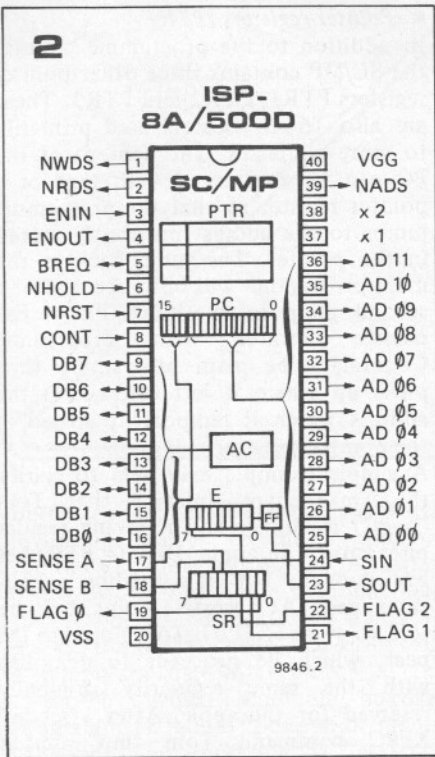 2
ISP-
8A/500D
NWDS 1 40 VGG
SC/MP
NRDS 2 39 NADS
PTR
ENIN 3 38 x 2
ENOUT 4 37 x 1
BREQ 5 36 AD 11
NHOLD 6 35 AD 1Ø
15 PC 0
NRST 7 34 AD Ø9
CONT 8 33 AD Ø8
DB7 9 32 AD Ø7
DB6 10 31 AD Ø6
DB5 11 30 AD Ø5
DB4 12 AC 29 AD Ø4
DB3 13 28 AD Ø3
DB2 14 27 AD Ø2
E
DB1 15 FF 26 AD Ø1
DBØ 16 7 0 25 AD ØØ
SENSE A 17 24 SIN
SENSE B 18 23 SOUT
FLAG Ø 19 7 0 22 FLAG 2
SR
VSS 20 21 FLAG 1
9846.2